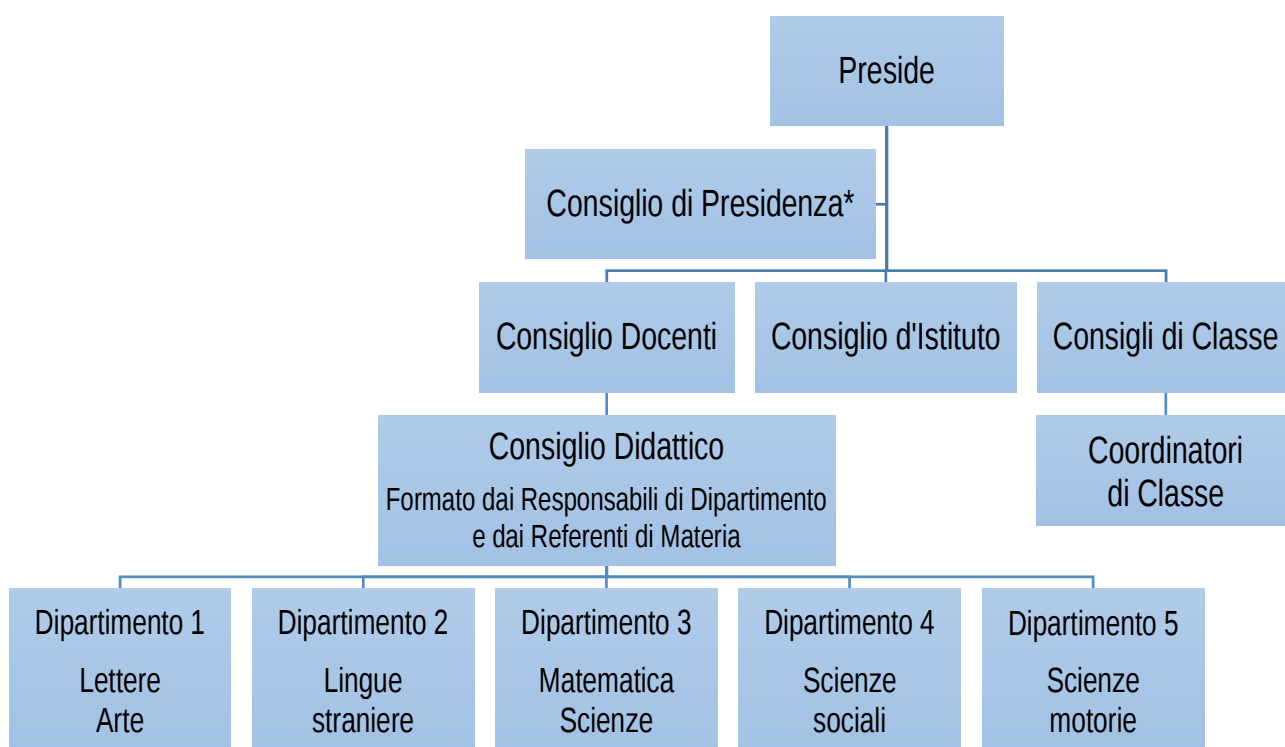 Preside
Consiglio di Presidenza*
Consiglio Docenti
Consiglio d'Istituto
Consigli di Classe
Consiglio Didattico
Formato dai Responsabili di Dipartimento
e dai Referenti di Materia
Coordinatori
di Classe
Dipartimento 1
Lettere
Arte
Dipartimento 2
Lingue
straniere
Dipartimento 3
Matematica
Scienze
Dipartimento 4
Scienze
sociali
Dipartimento 5
Scienze
motorie